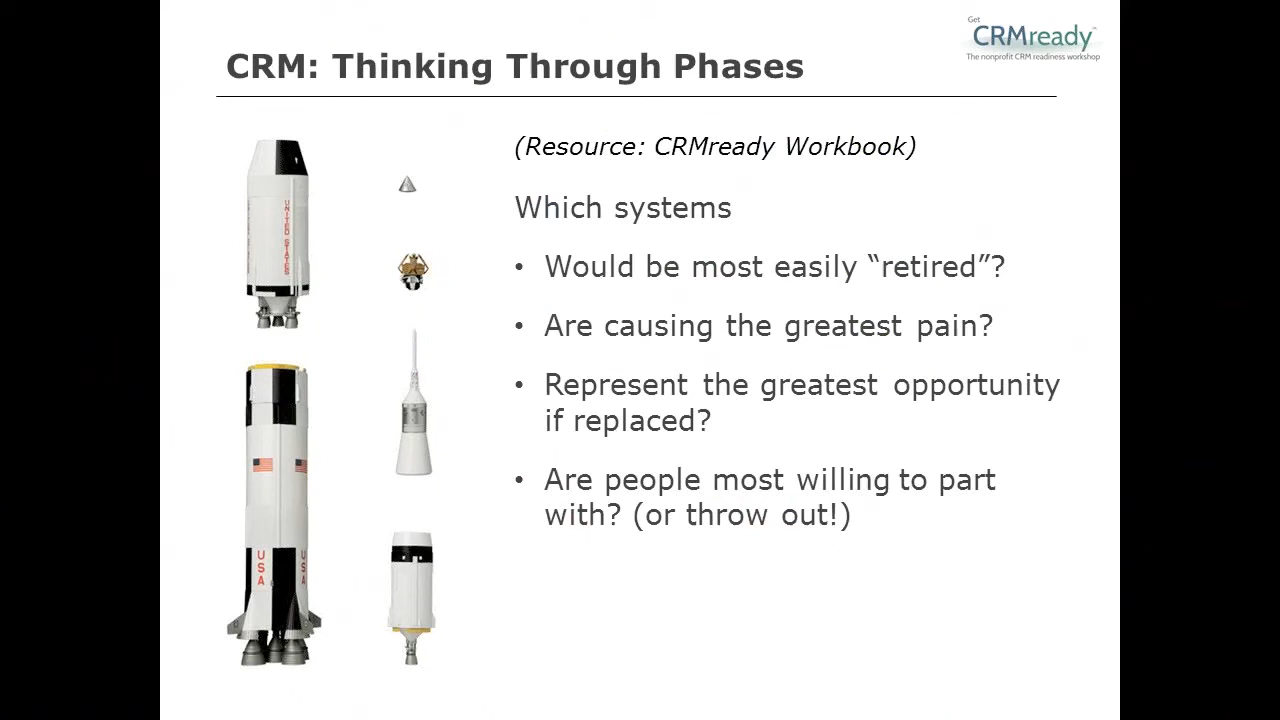 Get
CRMready™
The nonprofit CRM readiness workshop
CRM: Thinking Through Phases
(Resource: CRMready Workbook)
Which systems
• Would be most easily “retired”?
• Are causing the greatest pain?
• Represent the greatest opportunity
if replaced?
• Are people most willing to part
with? (or throw out!)
UNITED STATES
USA
USA